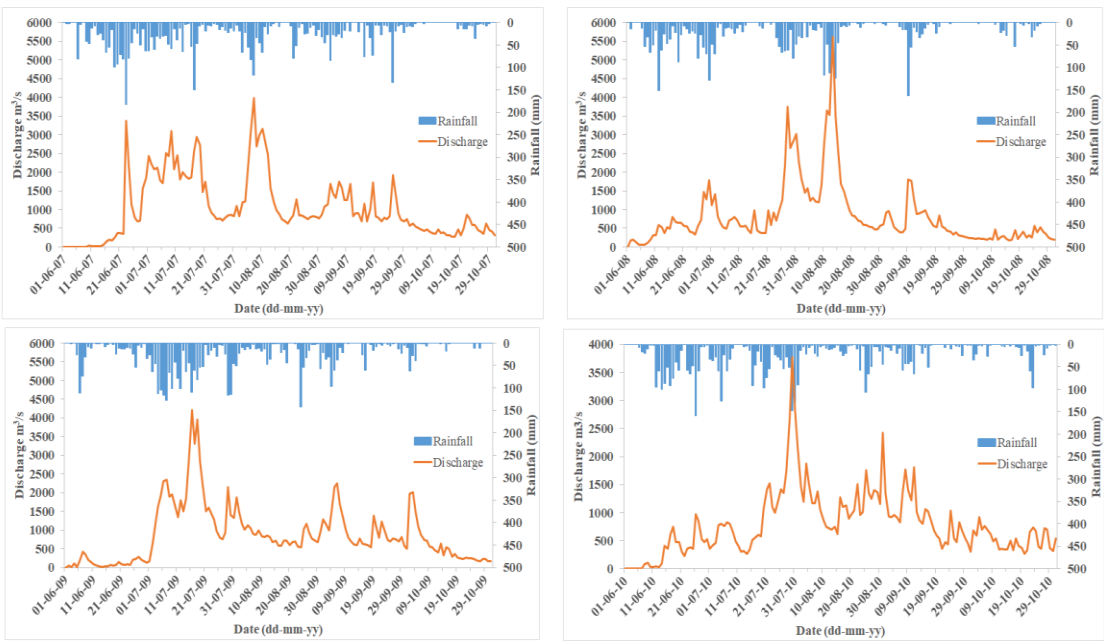 6000 0
5500 50
5000 100
4500 150
4000 200
3500 250
3000 300
2500 350
2000 400
1500 450
1000 500
500
0
Discharge m³/s
Rainfall (mm)
Rainfall
Discharge
01-06-07 11-06-07 21-06-07 01-07-07 11-07-07 21-07-07 31-07-07 10-08-07 20-08-07 30-08-07 09-09-07 19-09-07 29-09-07 09-10-07 19-10-07 29-10-07
Date (dd-mm-yy)
6000 0
5500 50
5000 100
4500 150
4000 200
3500 250
3000 300
2500 350
2000 400
1500 450
1000 500
500
0
Discharge m³/s
Rainfall (mm)
Rainfall
Discharge
01-06-08 11-06-08 21-06-08 01-07-08 11-07-08 21-07-08 31-07-08 10-08-08 20-08-08 30-08-08 09-09-08 19-09-08 29-09-08 09-10-08 19-10-08 29-10-08
Date (dd-mm-yy)
6000 0
5500 50
5000 100
4500 150
4000 200
3500 250
3000 300
2500 350
2000 400
1500 450
1000 500
500
0
Discharge m³/s
Rainfall (mm)
Rainfall
Discharge
01-06-09 11-06-09 21-06-09 01-07-09 11-07-09 21-07-09 31-07-09 10-08-09 20-08-09 30-08-09 09-09-09 19-09-09 29-09-09 09-10-09 19-10-09 29-10-09
Date (dd-mm-yy)
4000 0
3500 50
3000 100
2500 150
2000 200
1500 250
1000 300
500 350
0 400
450
500
Discharge m3/s
Rainfall (mm)
Rainfall
Discharge
01-06-10 11-06-10 21-06-10 01-07-10 11-07-10 21-07-10 31-07-10 10-08-10 20-08-10 30-08-10 09-09-10 19-09-10 29-09-10 09-10-10 19-10-10 29-10-10
Date (dd-mm-yy)